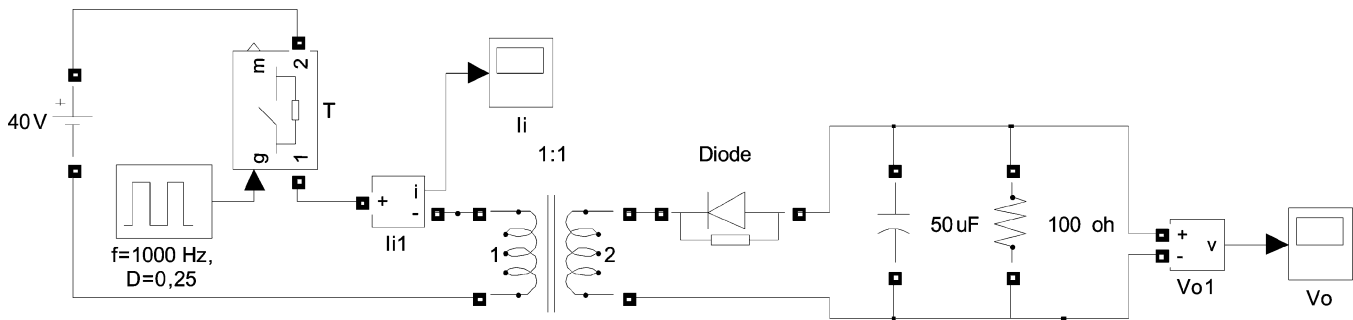 40 V
+
m
2
g
1
T
f=1000 Hz,
D=0,25
+
i
-
Ii1
Ii
1:1
1
2
Diode
50 uF
100 oh
+
-
v
Vo1
Vo